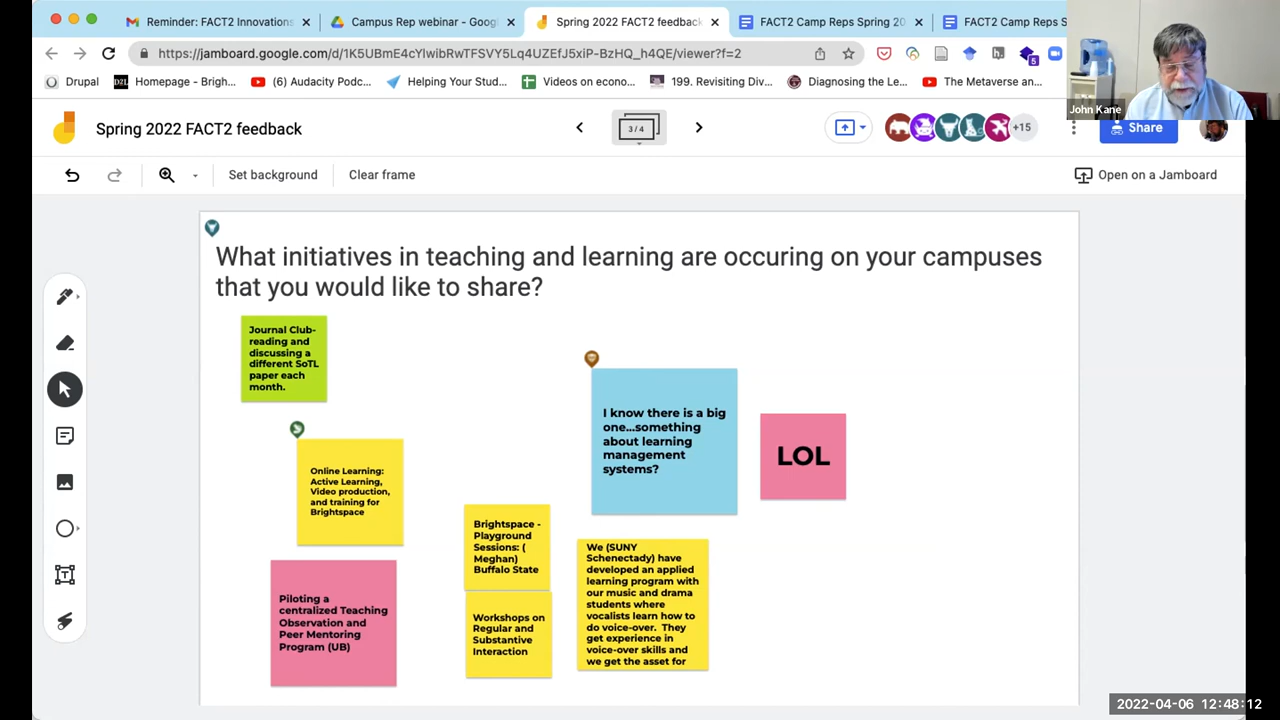 Reminder: FACT2 Innovations
Campus Rep webinar - Googl
Spring 2022 FACT2 feedback
FACT2 Camp Reps Spring 20
FACT2 Camp Reps S
https://jamboard.google.com/d/1K5UBmE4cYlwibRwTFSVY5Lq4UZEfJ5xiP-BzHQ_h4QE/viewer?f=2
5
Drupal
D2L
Homepage - Brigh...
(6) Audacity Podc...
Helping Your Stud...
Videos on econo...
199. Revisiting Div...
Diagnosing the Le...
The Metaverse an...
John Kane
Spring 2022 FACT2 feedback
3/4
+15
Share
Set background
Clear frame
Open on a Jamboard
What initiatives in teaching and learning are occuring on your campuses
that you would like to share?
Journal Club-
reading and
discussing a
different SoTL
paper each
month.
I know there is a big
one...something
about learning
management
systems?
LOL
Online Learning:
Active Learning,
Video production,
and training for
Brightspace
Brightspace -
Playground
Sessions: (
Meghan)
Buffalo State
We (SUNY
Schenectady) have
developed an applied
learning program with
our music and drama
students where
vocalists learn how to
do voice-over. They
get experience in
voice-over skills and
we get the asset for
Piloting a
centralized Teaching
Observation and
Peer Mentoring
Program (UB)
Workshops on
Regular and
Substantive
Interaction
2022-04-06 12:48:12